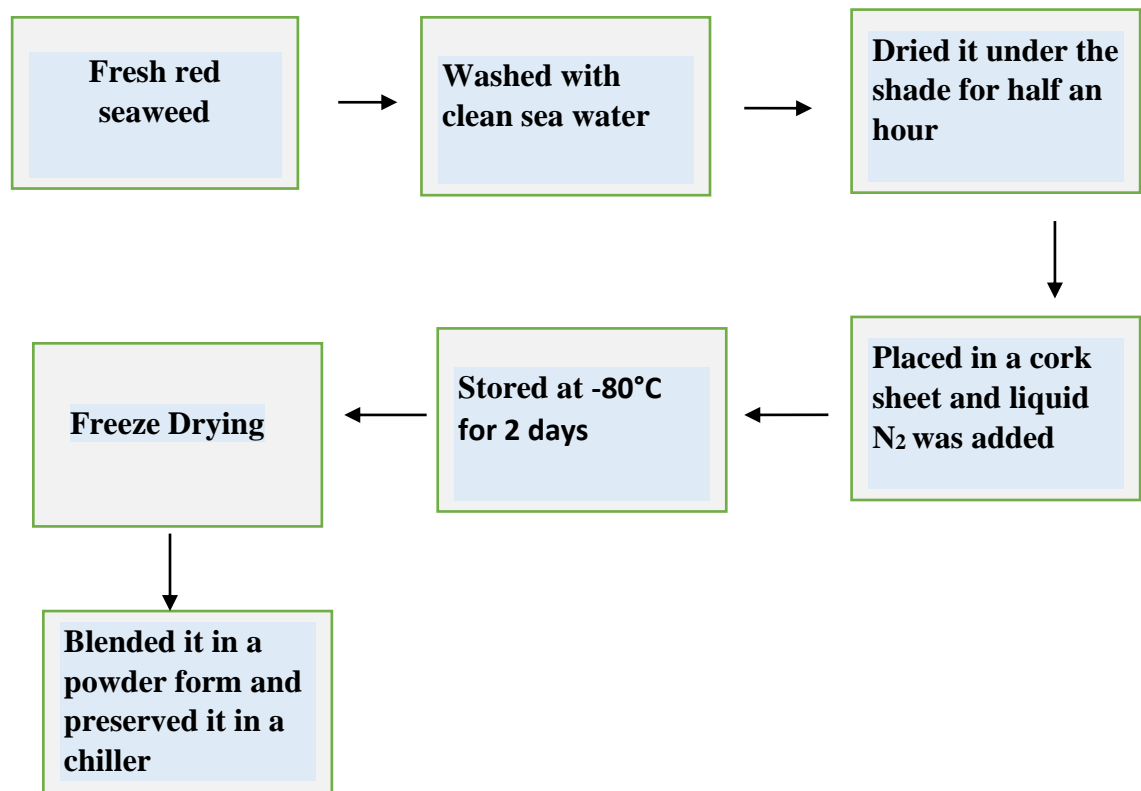 Fresh red
seaweed
Washed with
clean sea water
Dried it under the
shade for half an
hour
Placed in a cork
sheet and liquid
N₂ was added
Stored at -80°C
for 2 days
Freeze Drying
Blended it in a
powder form and
preserved it in a
chiller